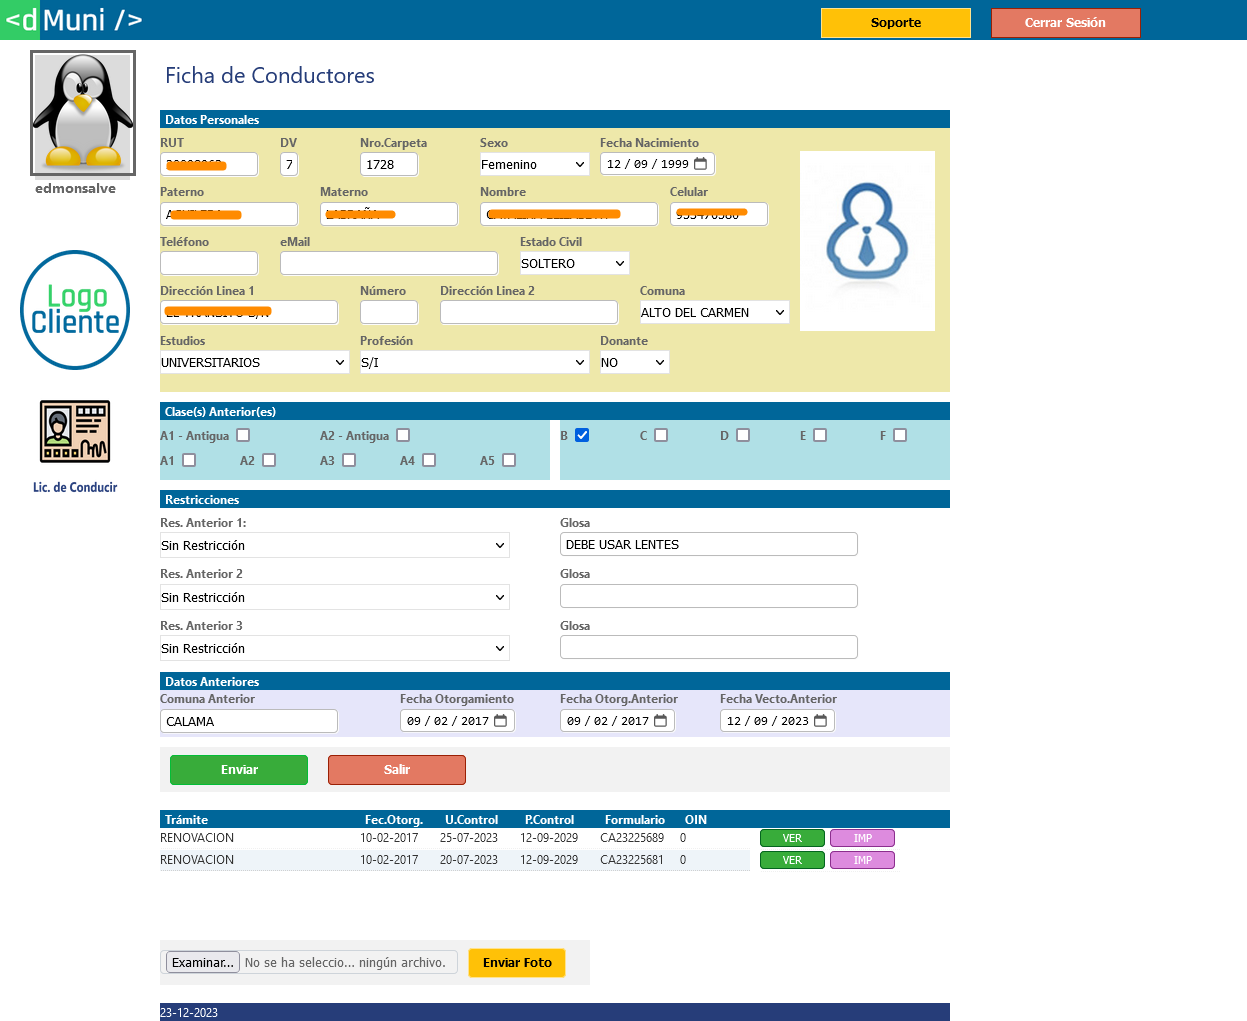 <d Muni />
Soporte
Cerrar Sesión
edmonsalve
Logo
Cliente
Lic. de Conducir
Ficha de Conductores
Datos Personales
RUT DV Nro.Carpeta Sexo Fecha Nacimiento
7 1728 Femenino 12 / 09 / 1999
Paterno Materno Nombre Celular
Teléfono eMail Estado Civil
SOLTERO
Dirección Linea 1 Número Dirección Linea 2 Comuna
ALTO DEL CARMEN
Estudios Profesión Donante
UNIVERSITARIOS S/I NO
Clase(s) Anterior(es)
A1 - Antigua A2 - Antigua B C D E F
A1 A2 A3 A4 A5
Restricciones
Res. Anterior 1: Glosa
Sin Restricción DEBE USAR LENTES
Res. Anterior 2 Glosa
Sin Restricción
Res. Anterior 3 Glosa
Sin Restricción
Datos Anteriores
Comuna Anterior Fecha Otorgamiento Fecha Otorg.Anterior Fecha Vecto.Anterior
CALAMA 09 / 02 / 2017 09 / 02 / 2017 12 / 09 / 2023
Enviar Salir
Trámite Fec.Otorg. U.Control P.Control Formulario OIN
RENOVACION 10-02-2017 25-07-2023 12-09-2029 CA23225689 0 VER IMP
RENOVACION 10-02-2017 20-07-2023 12-09-2029 CA23225681 0 VER IMP
Examinar... No se ha seleccio... ningún archivo. Enviar Foto
23-12-2023